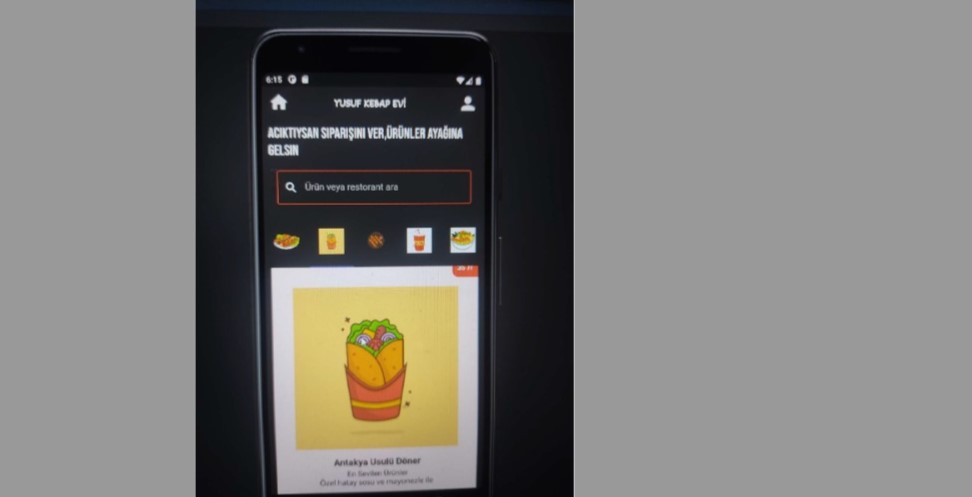 6:15
YUSUF KEBAP EVİ
ACIKTIYSAN SIPARIŞINI VER,ÜRÜNLER AYAĞINA
GELSIN
Ürün veya restorant ara
Antakya Usulü Döner
En Sevilen Ürünler
Özel hatay sosu ve mayonezle ile